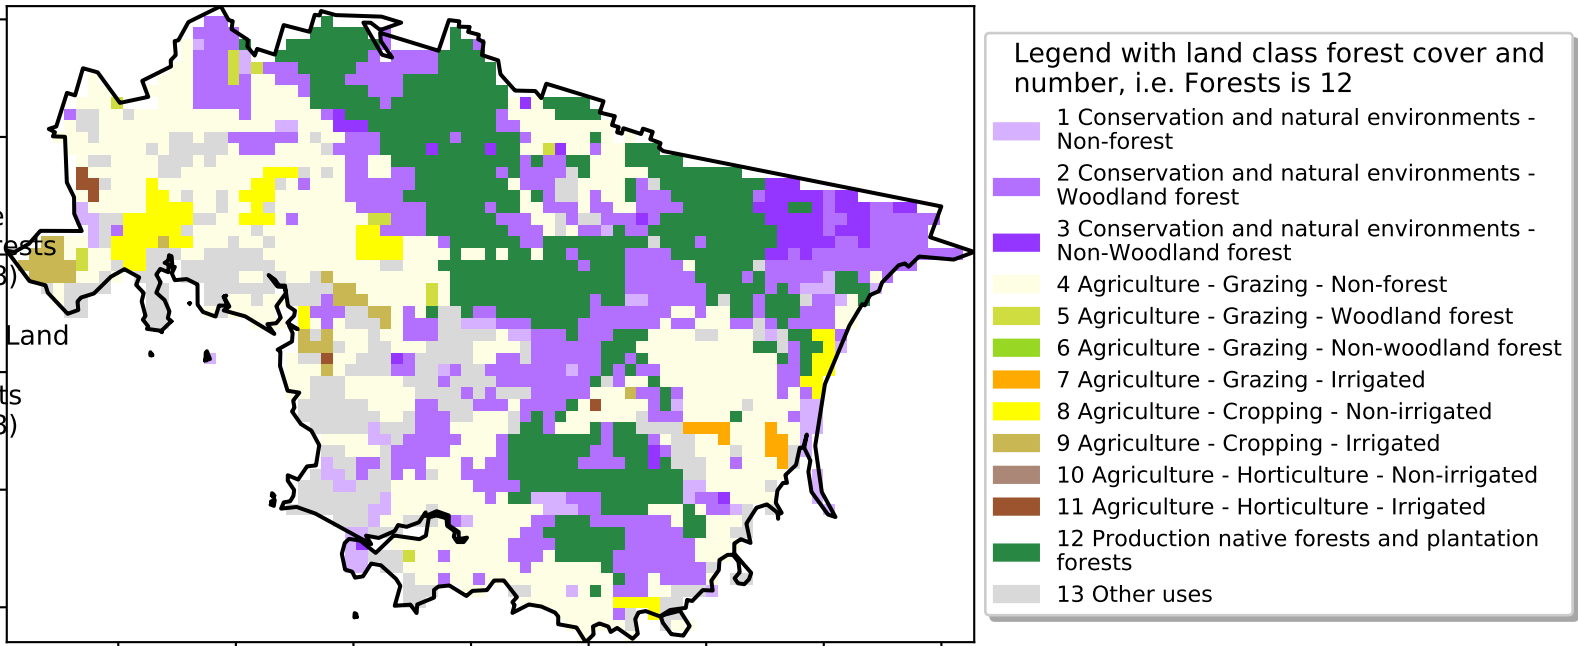 e
ests
3)
Land
ts
3)
Legend with land class forest cover and
number, i.e. Forests is 12
1 Conservation and natural environments -
Non-forest
2 Conservation and natural environments -
Woodland forest
3 Conservation and natural environments -
Non-Woodland forest
4 Agriculture - Grazing - Non-forest
5 Agriculture - Grazing - Woodland forest
6 Agriculture - Grazing - Non-woodland forest
7 Agriculture - Grazing - Irrigated
8 Agriculture - Cropping - Non-irrigated
9 Agriculture - Cropping - Irrigated
10 Agriculture - Horticulture - Non-irrigated
11 Agriculture - Horticulture - Irrigated
12 Production native forests and plantation
forests
13 Other uses